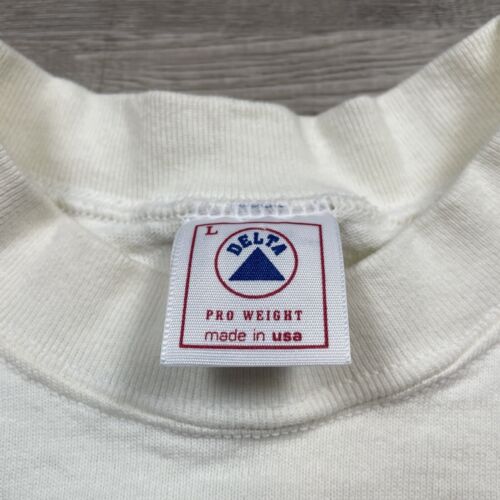 L
DELTA
PRO WEIGHT
made in usa